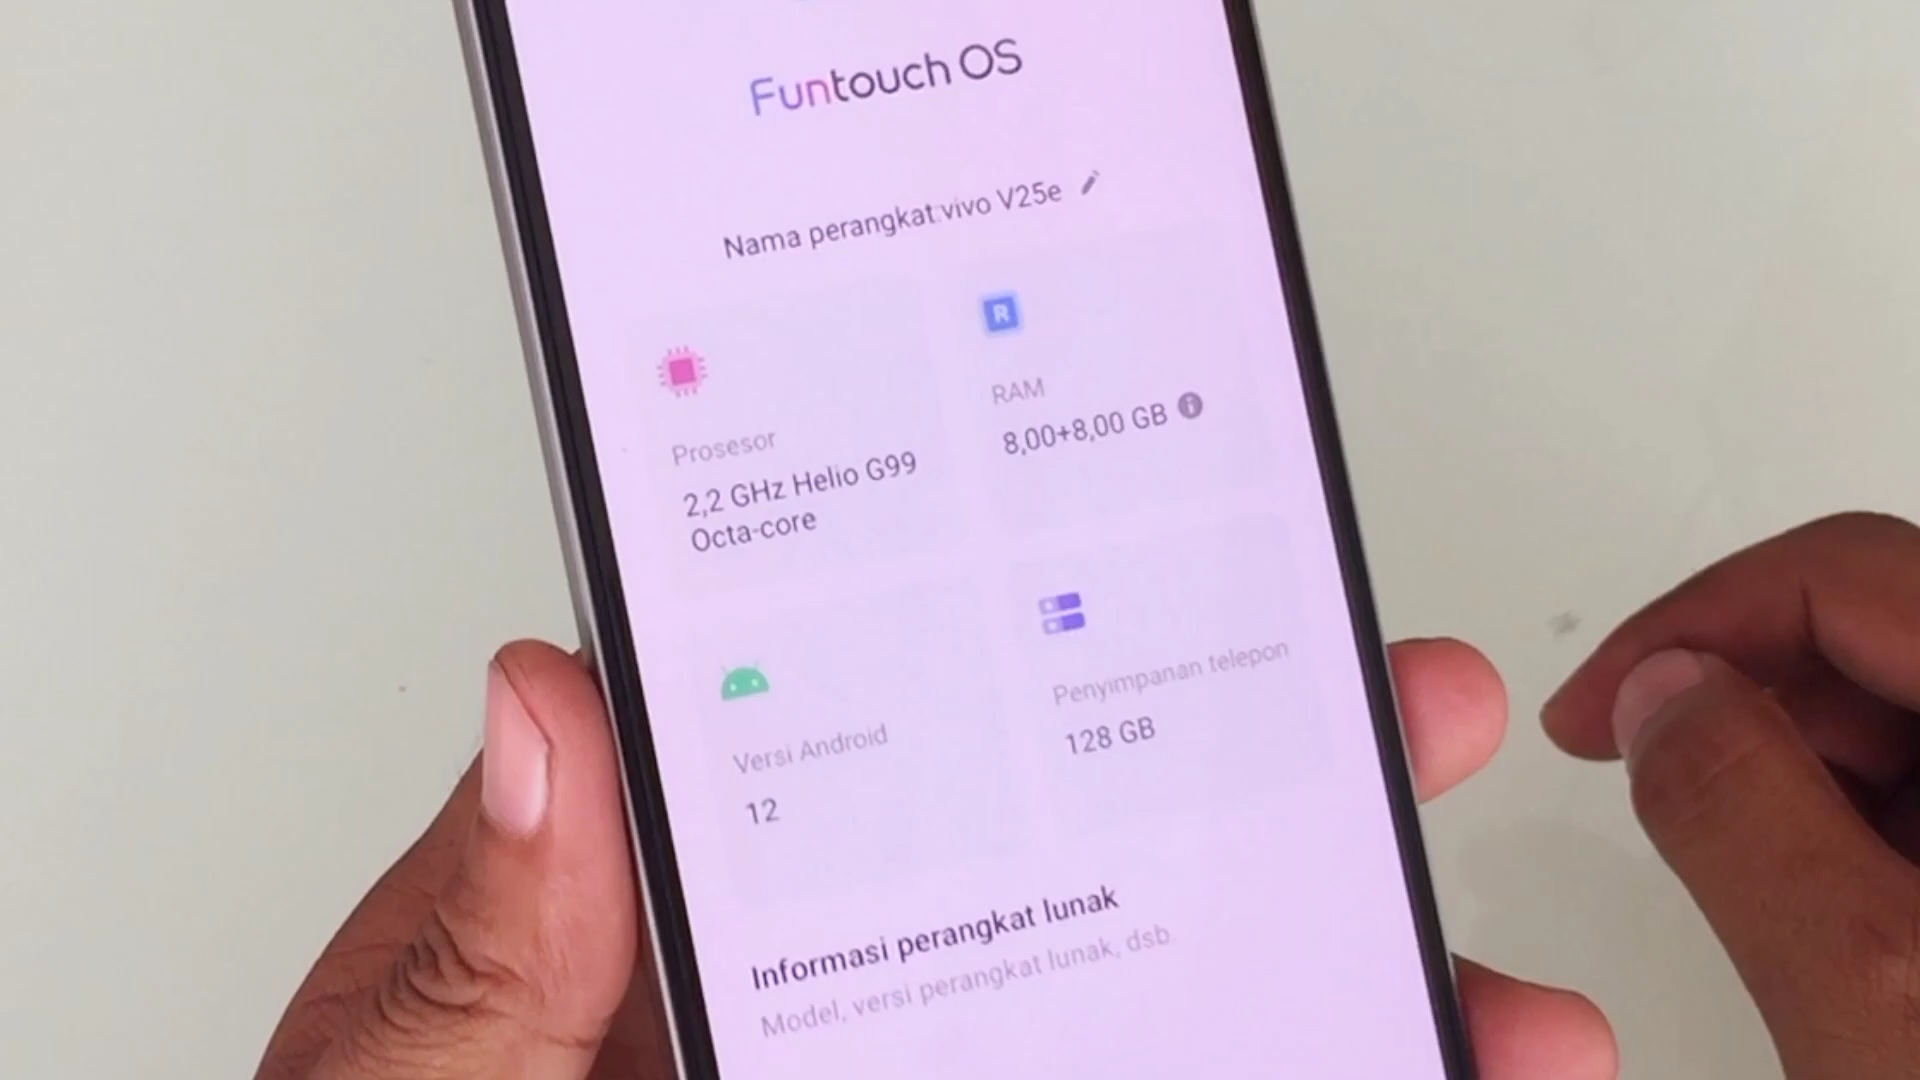 Funtouch OS
Nama perangkat:vivo V25e
R
Prosesor
2,2 GHz Helio G99
Octa-core
RAM
8,00+8,00 GB
Versi Android
12
Penyimpanan telepon
128 GB
Informasi perangkat lunak
Model, versi perangkat lunak, dsb.